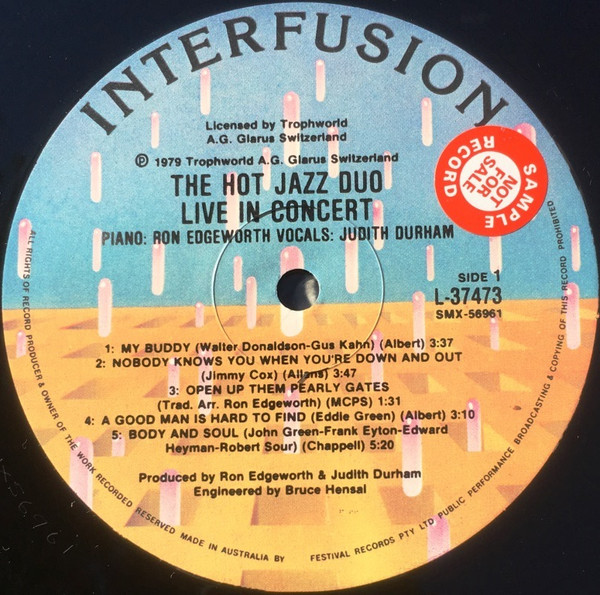 INTERFUSION
Licensed by Trophworld
A.G. Glarus Switzerland
℗ 1979 Trophworld A.G. Glarus Switzerland
THE HOT JAZZ DUO
LIVE IN CONCERT
PIANO: RON EDGEWORTH VOCALS: JUDITH DURHAM
SAMPLE
NOT
FOR
SALE
RECORD
SIDE 1
L-37473
SMX-56961
1: MY BUDDY (Walter Donaldson-Gus Kahn) (Albert) 3:37
2: NOBODY KNOWS YOU WHEN YOU'RE DOWN AND OUT
(Jimmy Cox) (Allans) 3:47
3: OPEN UP THEM PEARLY GATES
(Trad. Arr. Ron Edgeworth) (MCPS) 1:31
4: A GOOD MAN IS HARD TO FIND (Eddie Green) (Albert) 3:10
5: BODY AND SOUL (John Green-Frank Eyton-Edward
Heyman-Robert Sour) (Chappell) 5:20
Produced by Ron Edgeworth & Judith Durham
Engineered by Bruce Hensal
ALL RIGHTS OF RECORD PRODUCER & OWNER OF THE WORK RECORDED RESERVED MADE IN AUSTRALIA BY FESTIVAL RECORDS PTY LTD PUBLIC PERFORMANCE BROADCASTING & COPYING OF THIS RECORD PROHIBITED